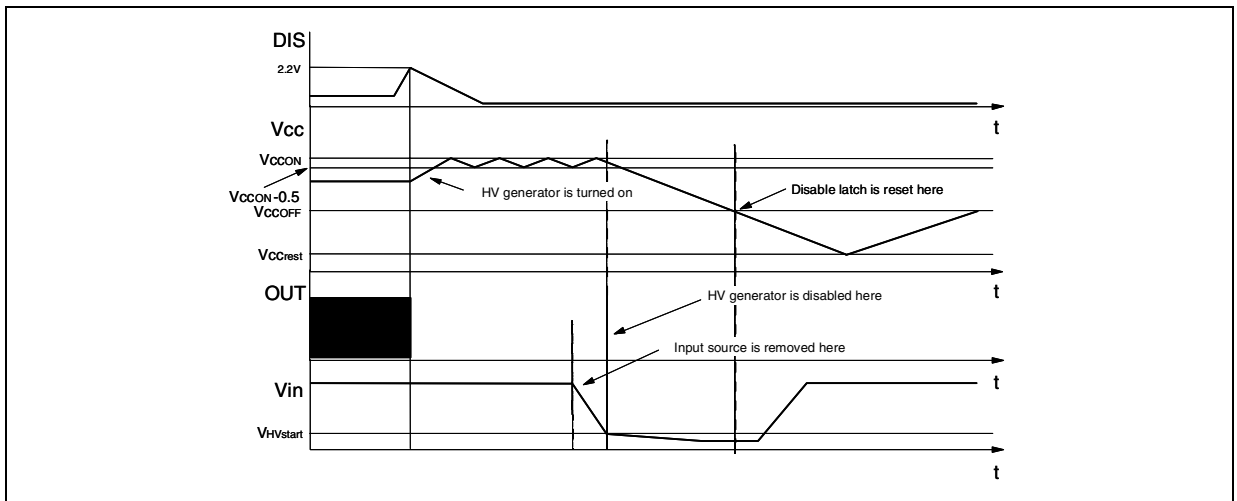 DIS
2.2V
t
Vcc
VCCON
HV generator is turned on
VCCON-0.5
Disable latch is reset here
VCCOFF
VCCrest
t
OUT
HV generator is disabled here
Input source is removed here
t
Vin
VHVstart
t